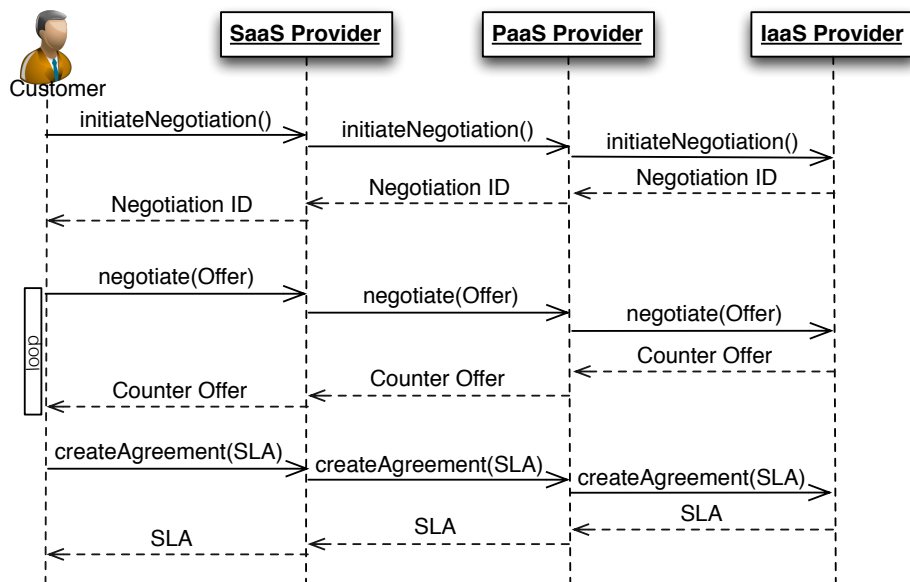 SaaS Provider
PaaS Provider
IaaS Provider
Customer
initiateNegotiation()
initiateNegotiation()
initiateNegotiation()
Negotiation ID
Negotiation ID
Negotiation ID
negotiate(Offer)
negotiate(Offer)
negotiate(Offer)
loop
Counter Offer
Counter Offer
Counter Offer
createAgreement(SLA)
createAgreement(SLA)
createAgreement(SLA)
SLA
SLA
SLA